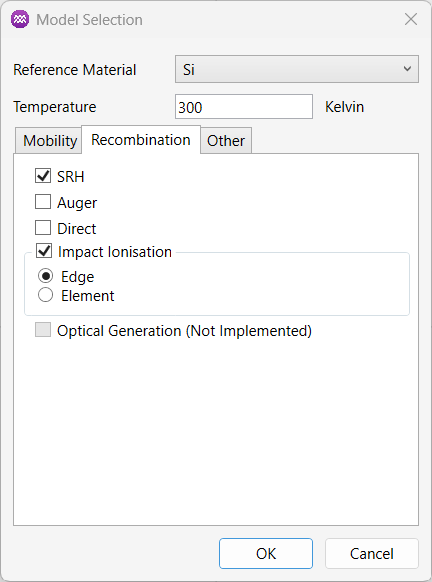 Model Selection
Reference Material Si
Temperature 300 Kelvin
Mobility Recombination Other
SRH
Auger
Direct
Impact Ionisation
Edge
Element
Optical Generation (Not Implemented)
OK Cancel